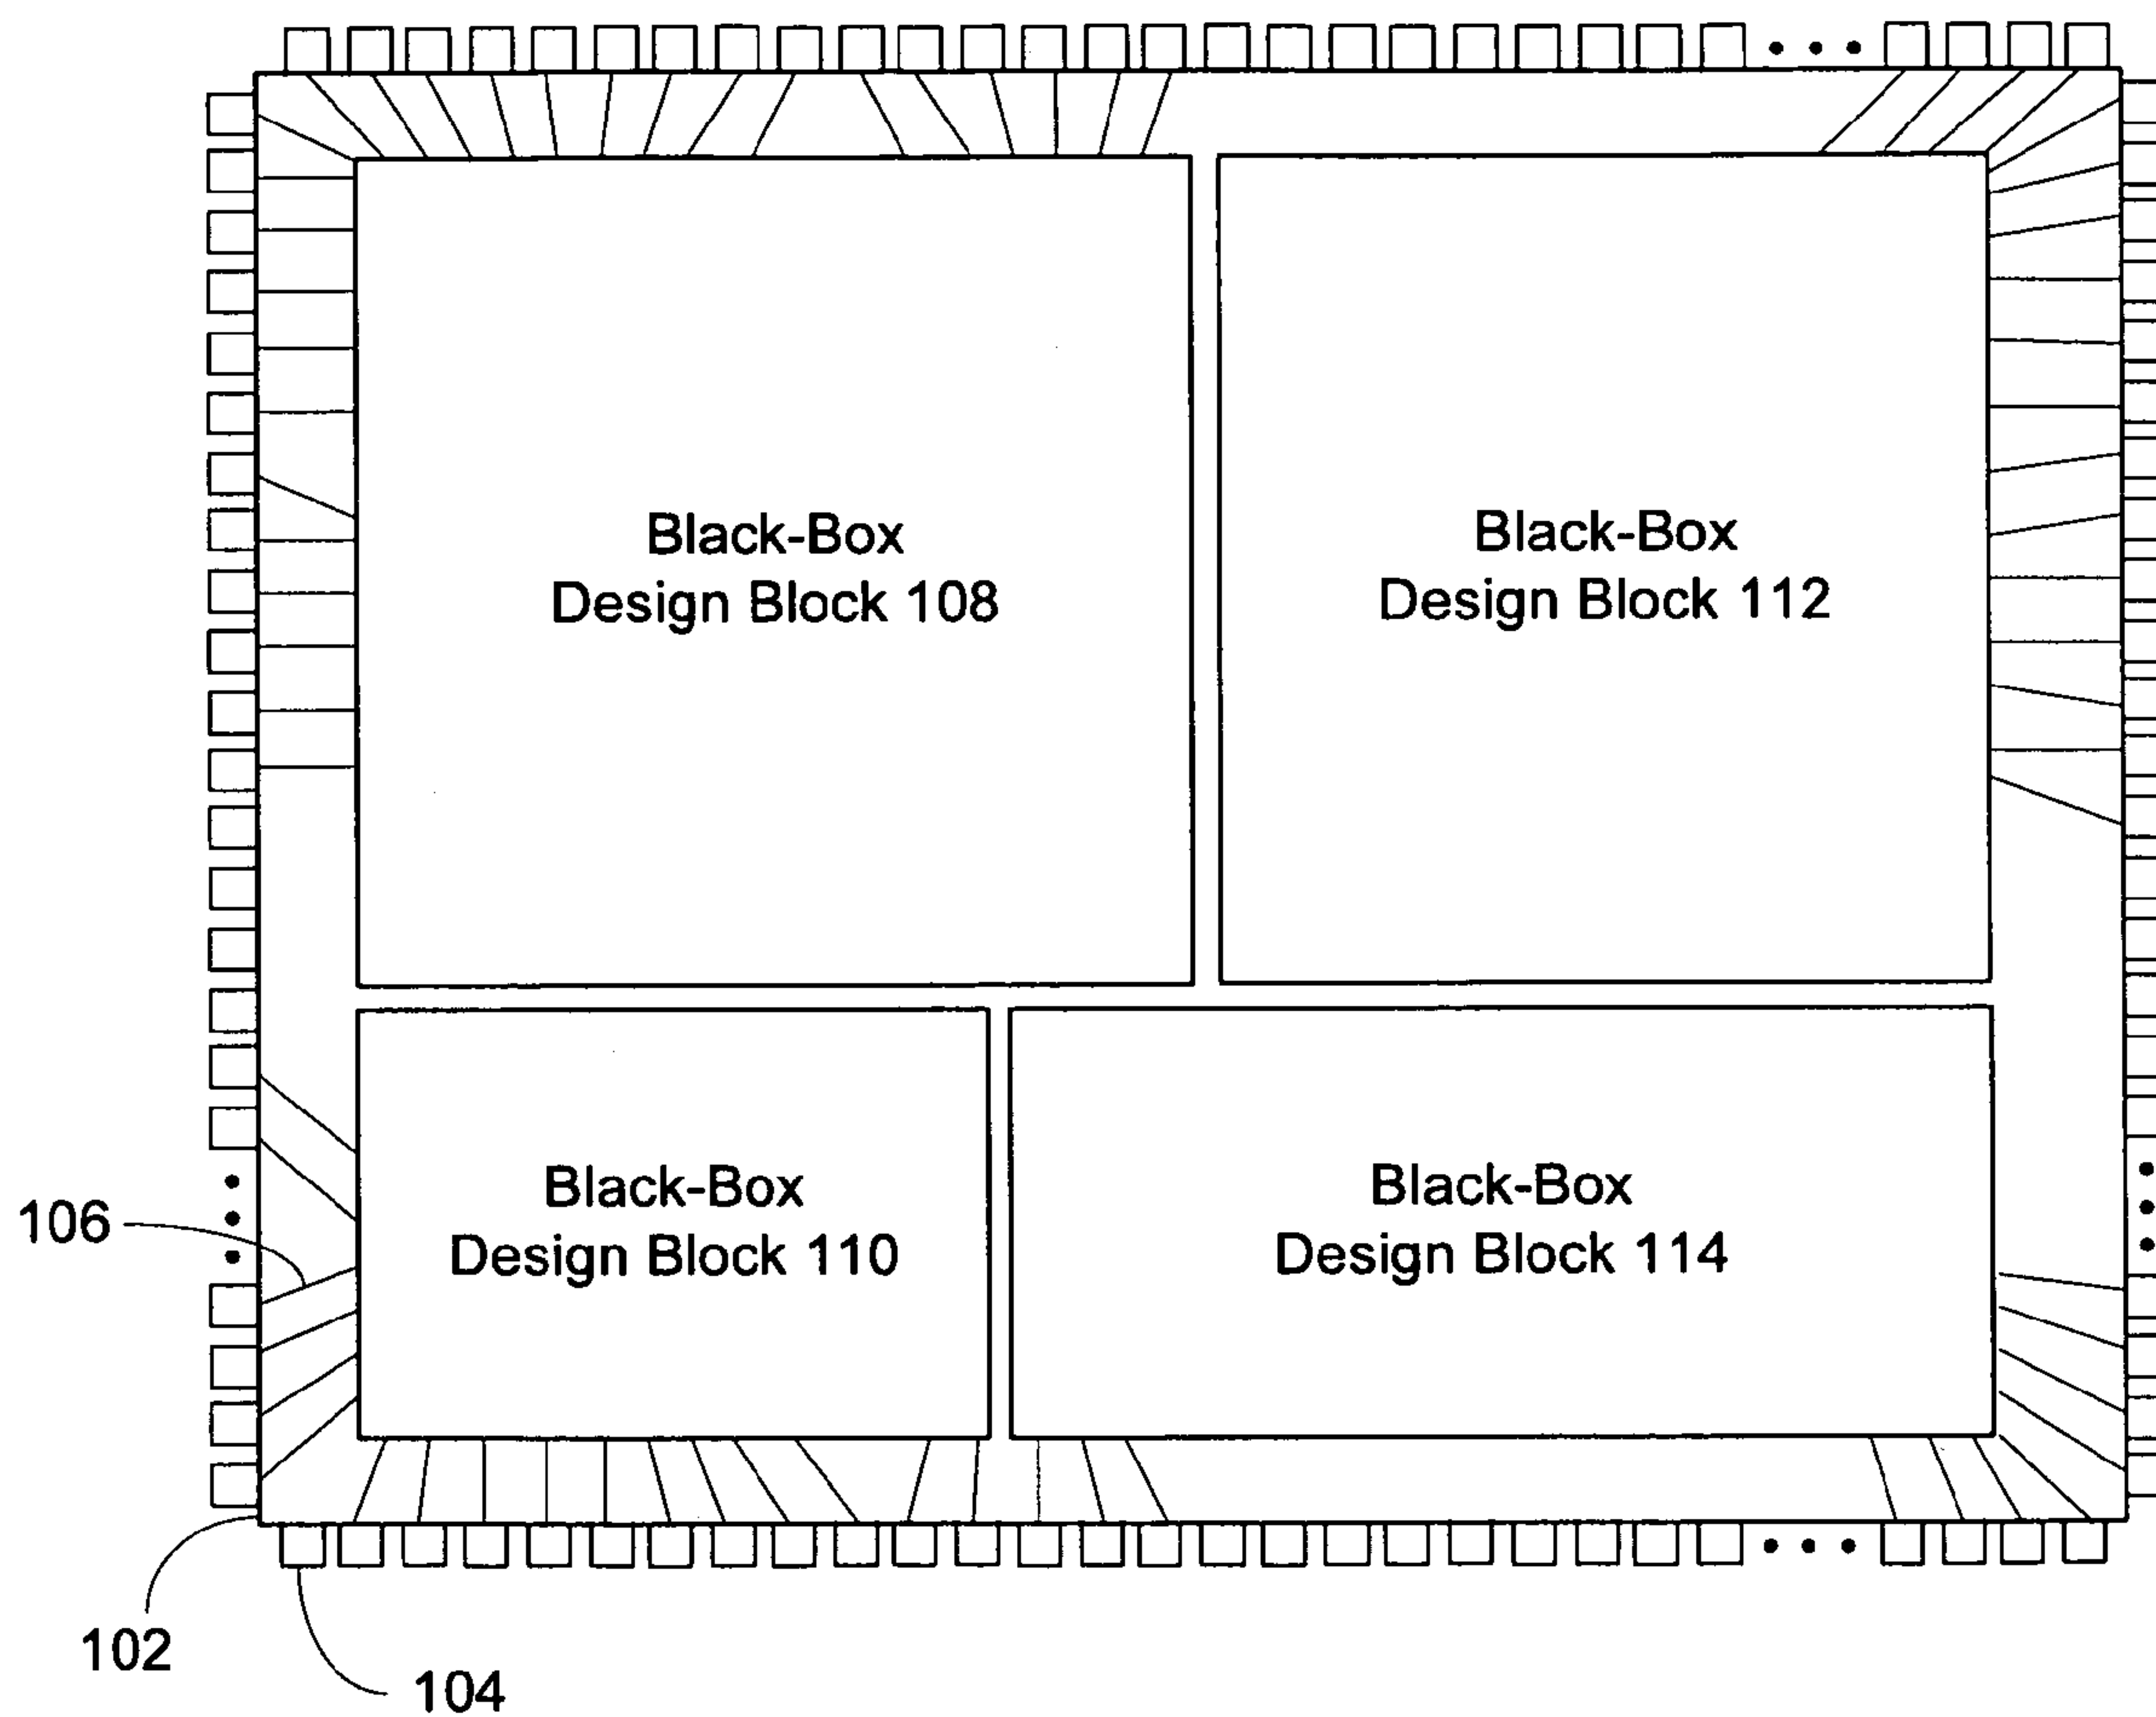 Black-Box
Design Block 108
Black-Box
Design Block 112
Black-Box
Design Block 110
Black-Box
Design Block 114
106
102
104